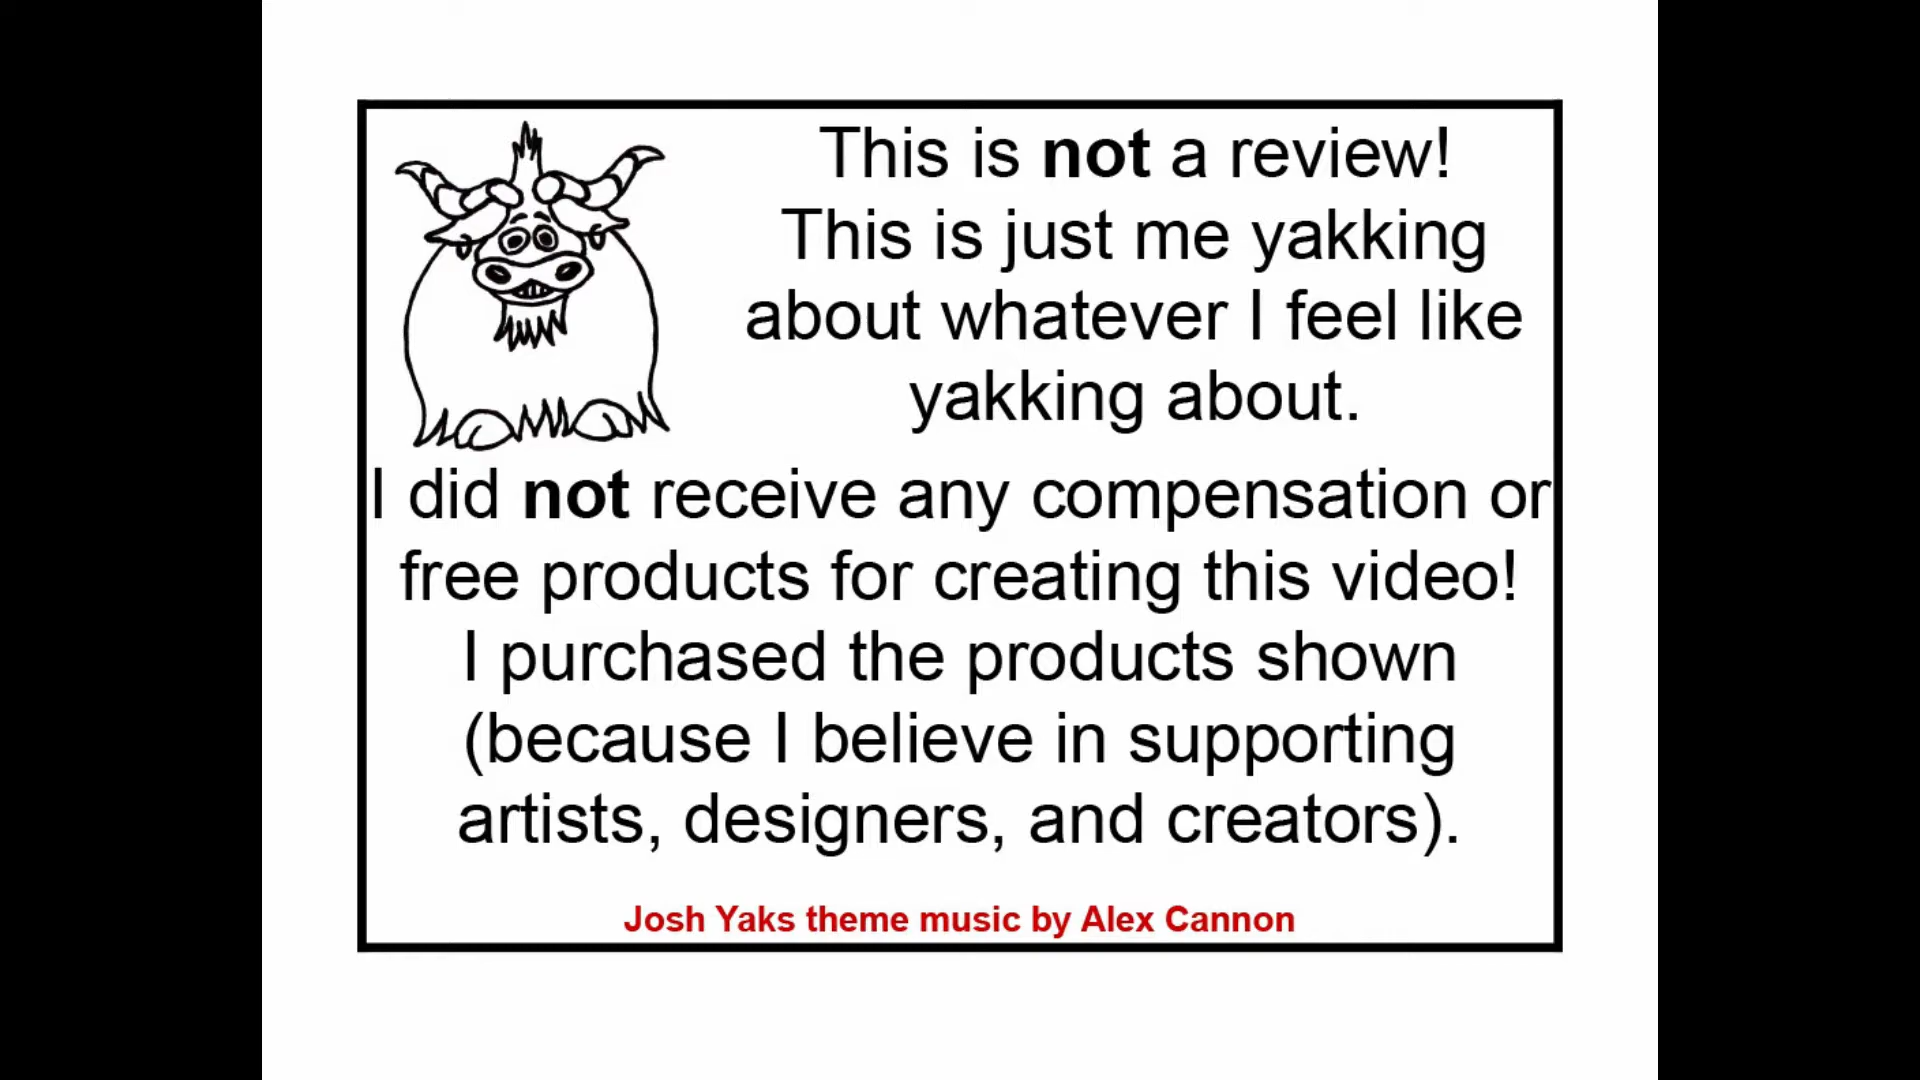 This is not a review!
This is just me yakking
about whatever I feel like
yakking about.
I did not receive any compensation or
free products for creating this video!
I purchased the products shown
(because I believe in supporting
artists, designers, and creators).
Josh Yaks theme music by Alex Cannon